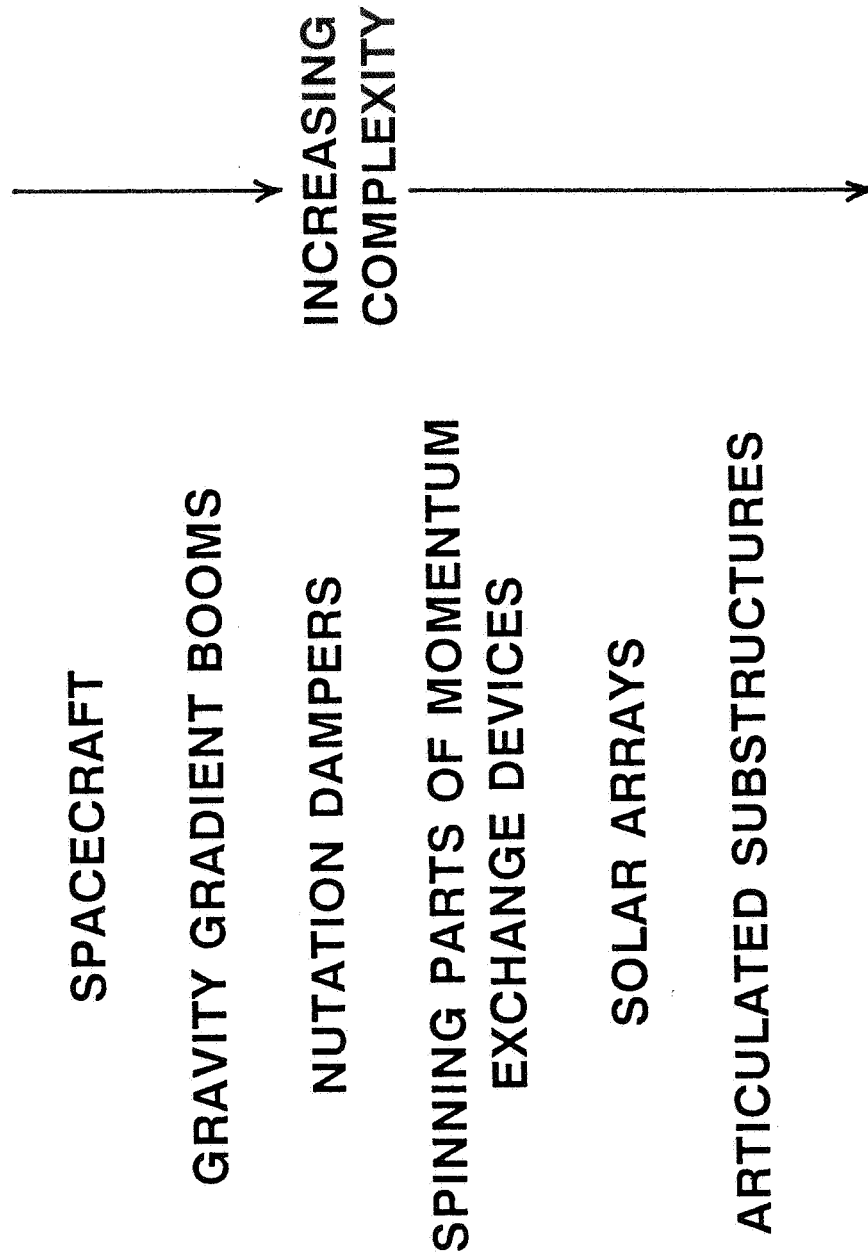 SPACECRAFT
GRAVITY GRADIENT BOOMS
NUTATION DAMPERS
SPINNING PARTS OF MOMENTUM
EXCHANGE DEVICES
SOLAR ARRAYS
ARTICULATED SUBSTRUCTURES
INCREASING
COMPLEXITY